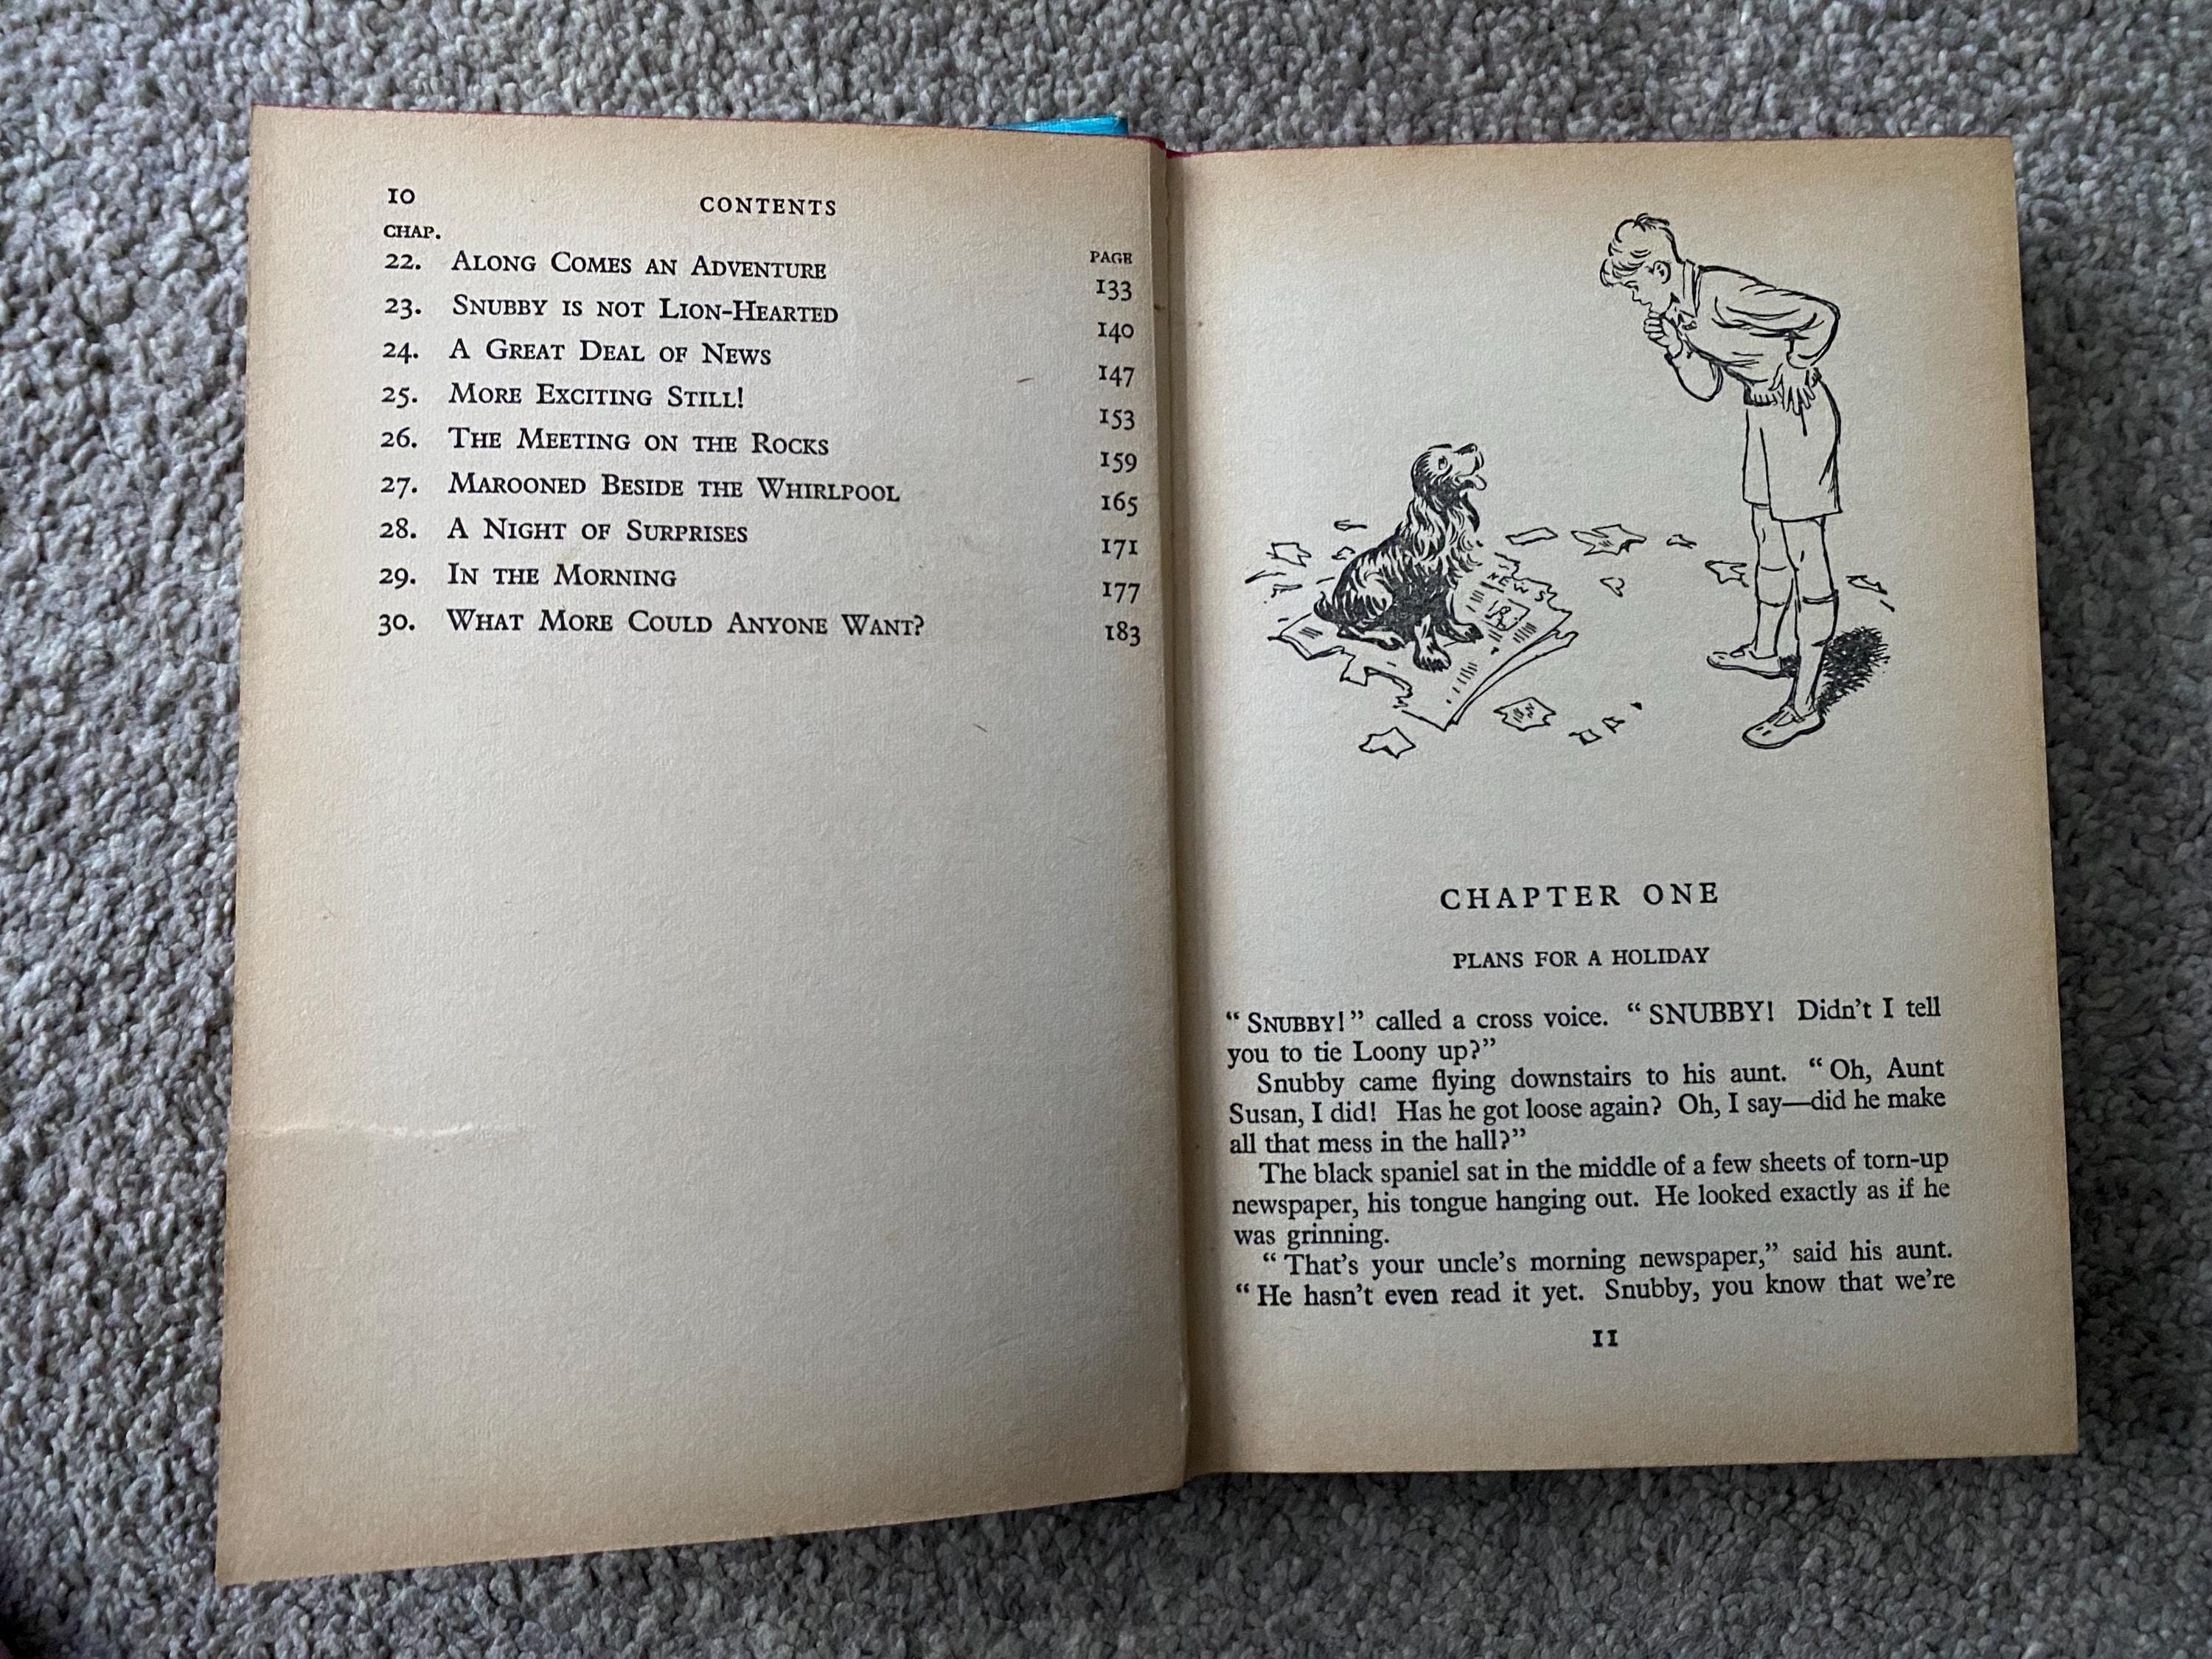 10
CONTENTS
CHAP.
PAGE
22. ALONG COMES AN ADVENTURE 133
23. SNUBBY IS NOT LION-HEARTED 140
24. A GREAT DEAL OF NEWS 147
25. MORE EXCITING STILL! 153
26. THE MEETING ON THE ROCKS 159
27. MAROONED BESIDE THE WHIRLPOOL 165
28. A NIGHT OF SURPRISES 171
29. IN THE MORNING 177
30. WHAT MORE COULD ANYONE WANT? 183
NEWS
CHAPTER ONE
PLANS FOR A HOLIDAY
“SNUBBY!” called a cross voice. “SNUBBY! Didn’t I tell
you to tie Loony up?”
Snubby came flying downstairs to his aunt. “Oh, Aunt
Susan, I did! Has he got loose again? Oh, I say—did he make
all that mess in the hall?”
The black spaniel sat in the middle of a few sheets of torn-up
newspaper, his tongue hanging out. He looked exactly as if he
was grinning.
“That’s your uncle’s morning newspaper,” said his aunt.
“He hasn’t even read it yet. Snubby, you know that we’re
11